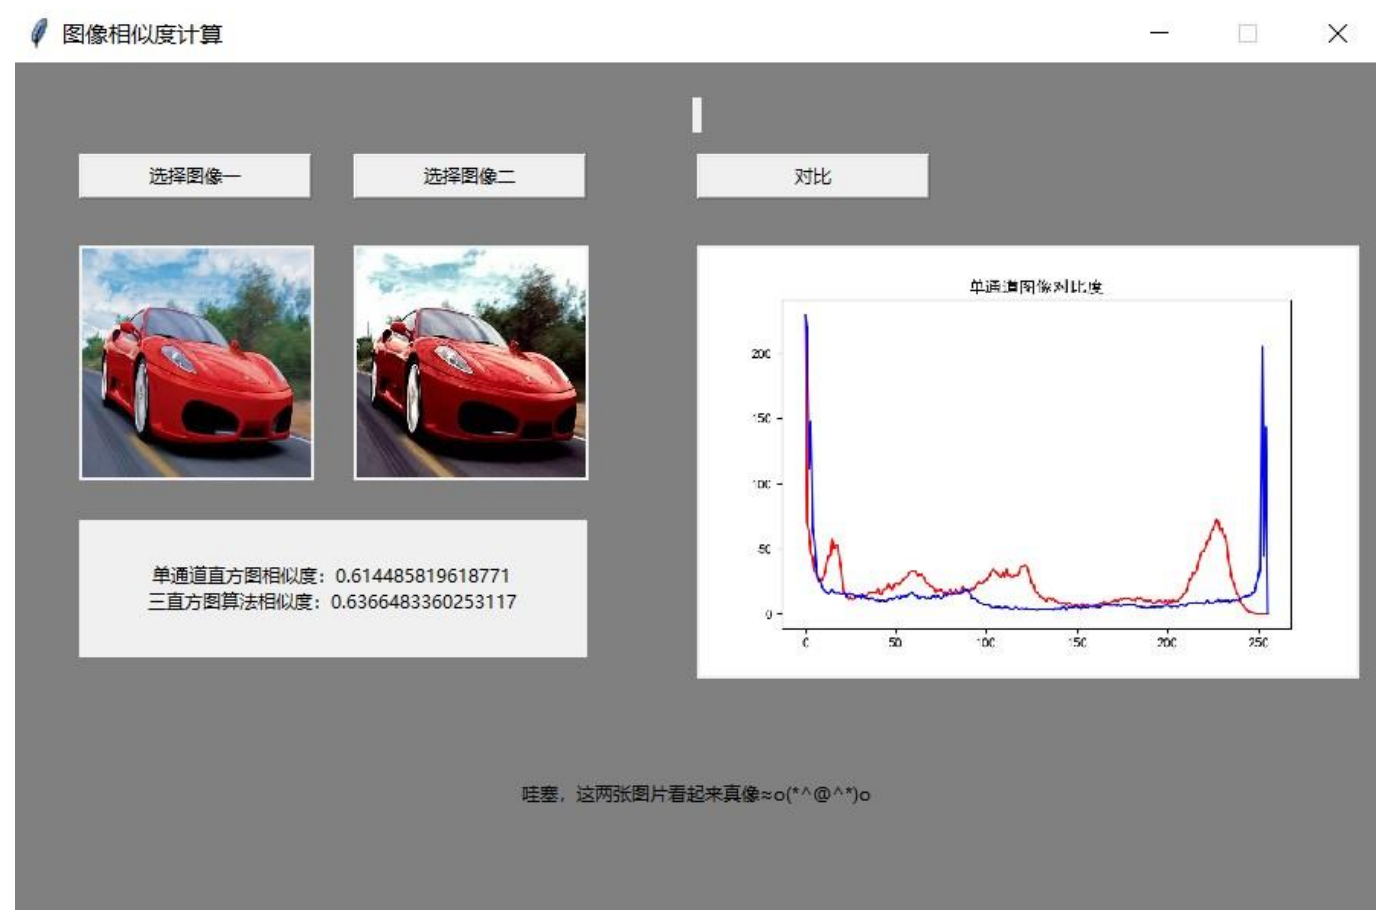 图像相似度计算
选择图像一
选择图像二
对比
单通道图像对比度
200
150
100
50
0
0
50
100
150
200
250
单通道直方图相似度：0.614485819618771
三直方图算法相似度：0.6366483360253117
哇塞，这两张图片看起来真像≈o(*^@^*)o